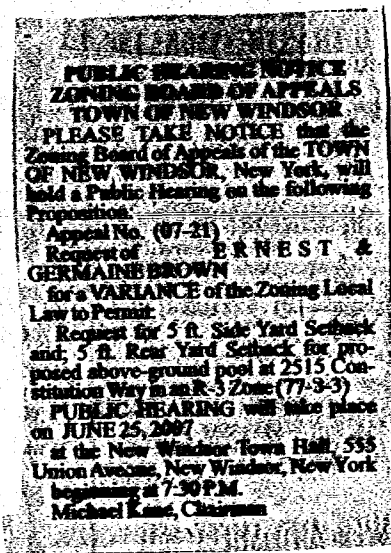 PUBLIC HEARING NOTICE
ZONING BOARD OF APPEALS
TOWN OF NEW WINDSOR
PLEASE TAKE NOTICE that the
Zoning Board of Appeals of the TOWN
OF NEW WINDSOR, New York, will
hold a Public Hearing on the following
Proposition:
Appeal No. (07-21)
Request of ERNEST &
GERMAINE BROWN
for a VARIANCE of the Zoning Local
Law to Permit:
Request for 5 ft. Side Yard Setback
and; 5 ft. Rear Yard Setback for pro-
posed above-ground pool at 2515 Con-
stitution Way in an R-3 Zone (77-3-3)
PUBLIC HEARING will take place
on JUNE 25, 2007
at the New Windsor Town Hall, 555
Union Avenue, New Windsor, New York
beginning at 7:30 P.M.
Michael Kane, Chairman